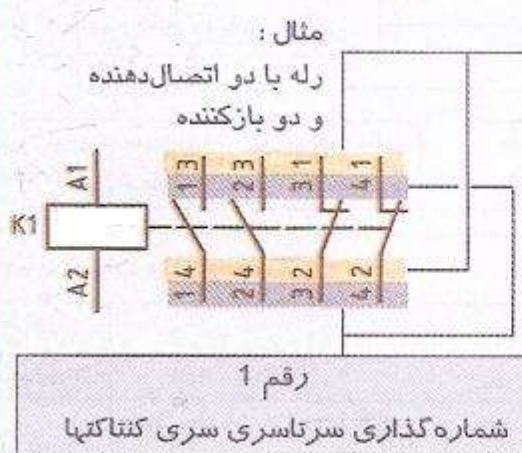 مثال :
رله با دو اتصال‌دهنده
و دو بازکننده
A1
13 23 31 41
K1
A2
14 24 32 42
رقم 1
شماره گذاری سرتاسری سری کنتاکتها